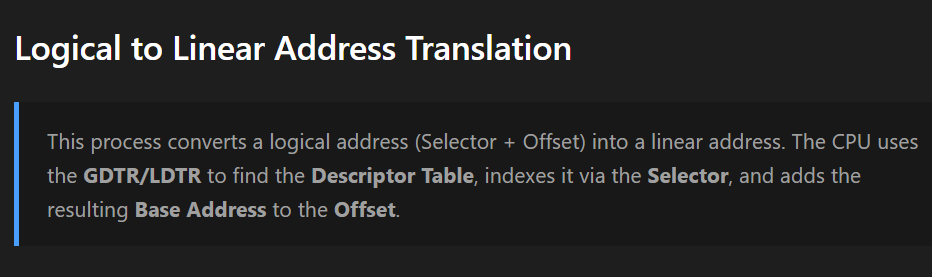 Logical to Linear Address Translation
This process converts a logical address (Selector + Offset) into a linear address. The CPU uses
the GDTR/LDTR to find the Descriptor Table, indexes it via the Selector, and adds the
resulting Base Address to the Offset.